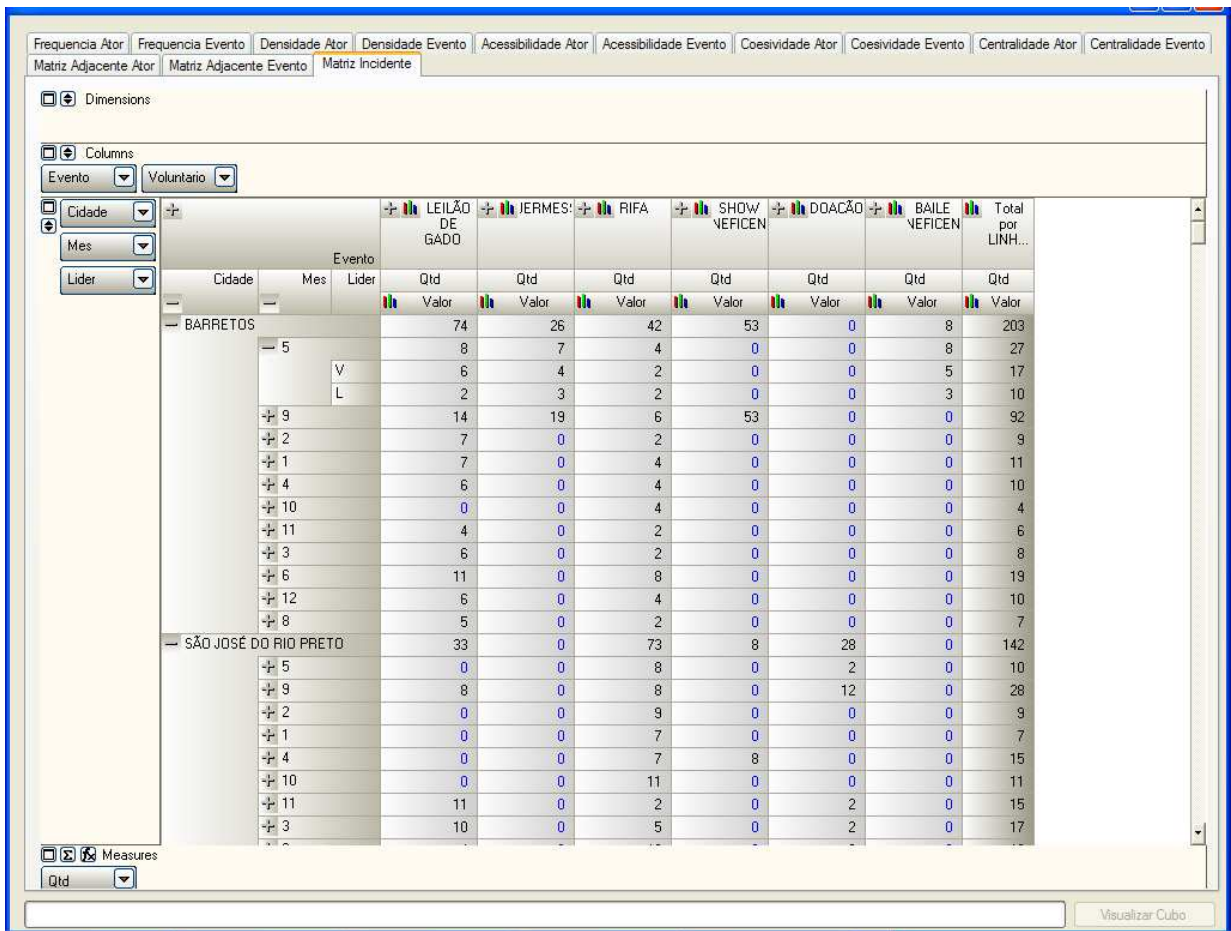 Frequencia Ator Frequencia Evento Densidade Ator Densidade Evento Acessibilidade Ator Acessibilidade Evento Coesividade Ator Coesividade Evento Centralidade Ator Centralidade Evento
Matriz Adjacente Ator Matriz Adjacente Evento Matriz Incidente
Dimensions
Columns
Evento Voluntario
Cidade
Mes
Lider
LEILÃO DE GADO JERMES RIFA SHOW NEFICEN DOACÃO BAILE NEFICEN Total por LINH...
Evento
Cidade Mes Lider Qtd Qtd Qtd Qtd Qtd Qtd Qtd
Valor Valor Valor Valor Valor Valor Valor
BARRETOS 74 26 42 53 0 8 203
5 8 7 4 0 0 8 27
V 6 4 2 0 0 5 17
L 2 3 2 0 0 3 10
9 14 19 6 53 0 0 92
2 7 0 2 0 0 0 9
1 7 0 4 0 0 0 11
4 6 0 4 0 0 0 10
10 0 0 4 0 0 0 4
11 4 0 2 0 0 0 6
3 6 0 2 0 0 0 8
6 11 0 8 0 0 0 19
12 6 0 4 0 0 0 10
8 5 0 2 0 0 0 7
SÃO JOSÉ DO RIO PRETO 33 0 73 8 28 0 142
5 0 0 8 0 2 0 10
9 8 0 8 0 12 0 28
2 0 0 9 0 0 0 9
1 0 0 7 0 0 0 7
4 0 0 7 8 0 0 15
10 0 0 11 0 0 0 11
11 11 0 2 0 2 0 15
3 10 0 5 0 2 0 17
Measures
Qtd
Visualizar Cubo